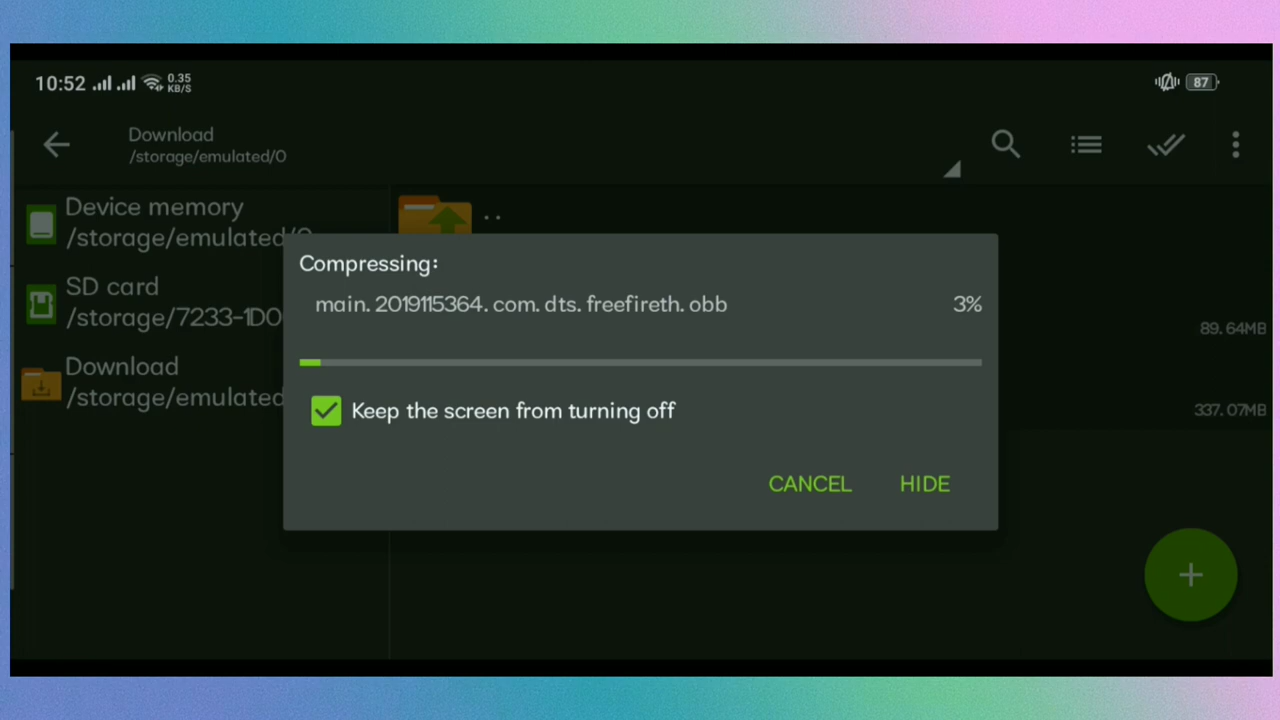 10:52 0.35 KB/S 87
Download
/storage/emulated/0
Device memory
/storage/emulated/0
..
SD card
/storage/7233-1D0
Download
/storage/emulated
Compressing:
main.2019115364.com.dts.freefireth.obb 3%
Keep the screen from turning off
CANCEL HIDE
89.64MB
337.07MB